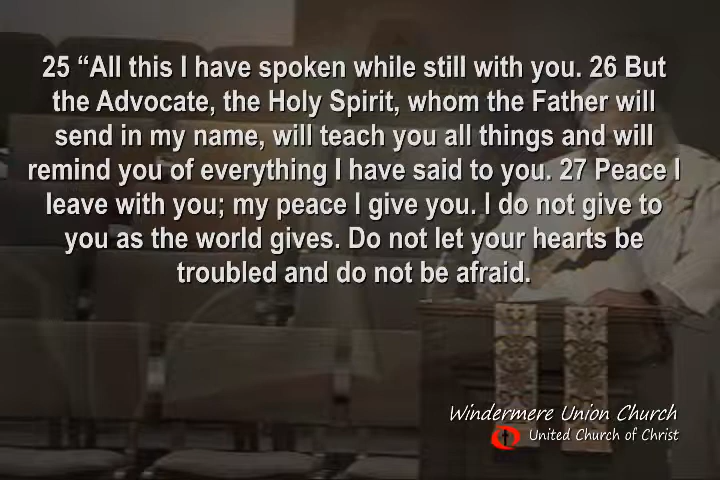 25 “All this I have spoken while still with you. 26 But
the Advocate, the Holy Spirit, whom the Father will
send in my name, will teach you all things and will
remind you of everything I have said to you. 27 Peace I
leave with you; my peace I give you. I do not give to
you as the world gives. Do not let your hearts be
troubled and do not be afraid.
Windermere Union Church
United Church of Christ